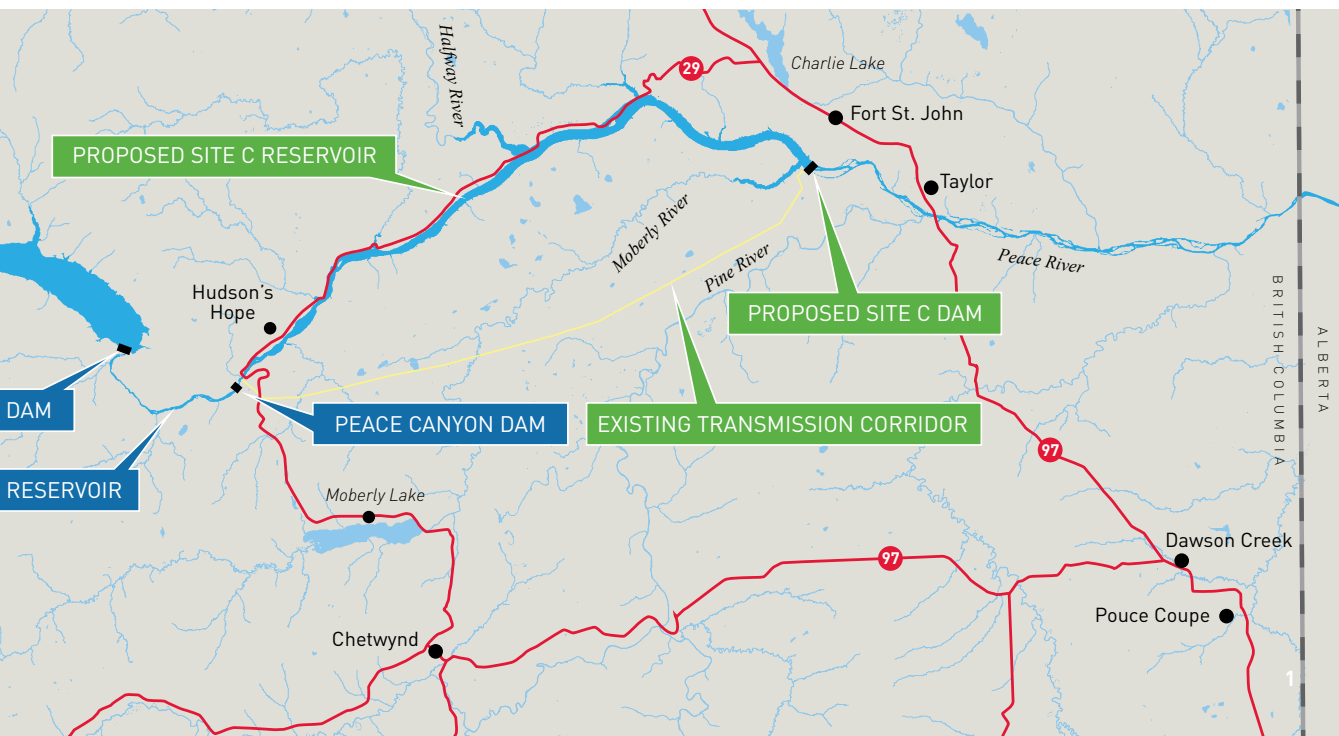 Halfway River
29
Charlie Lake
Fort St. John
PROPOSED SITE C RESERVOIR
Taylor
Moberly River
Pine River
Peace River
Hudson's
Hope
PROPOSED SITE C DAM
BRITISH COLUMBIA
ALBERTA
DAM
PEACE CANYON DAM
EXISTING TRANSMISSION CORRIDOR
97
RESERVOIR
Moberly Lake
97
Dawson Creek
Pouce Coupe
Chetwynd
1